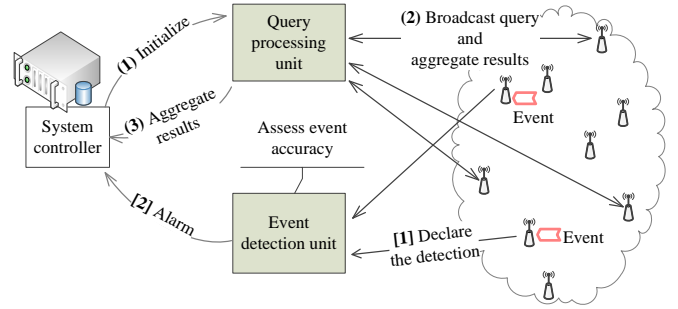 (1) Initialize
Query
processing
unit
(2) Broadcast query
and
aggregate results
(3) Aggregate
results
System
controller
Assess event
accuracy
Event
[2] Alarm
Event
detection unit
[1] Declare
the detection
Event